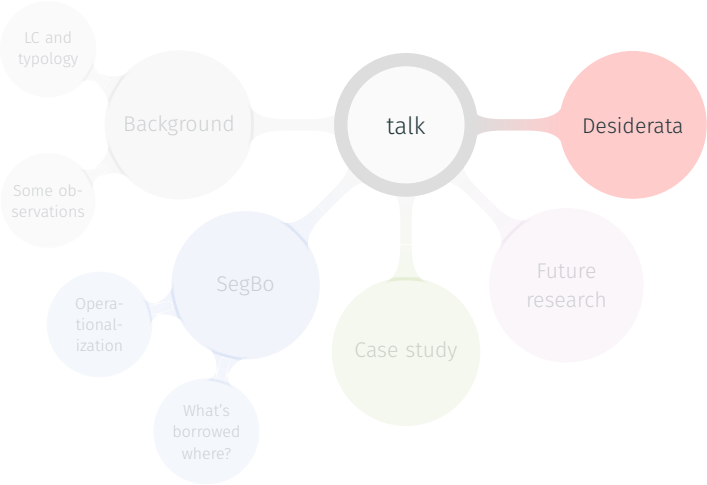 LC and
typology
Background
Some ob-
servations
talk
Desiderata
SegBo
Opera-
tional-
ization
What's
borrowed
where?
Case study
Future
research